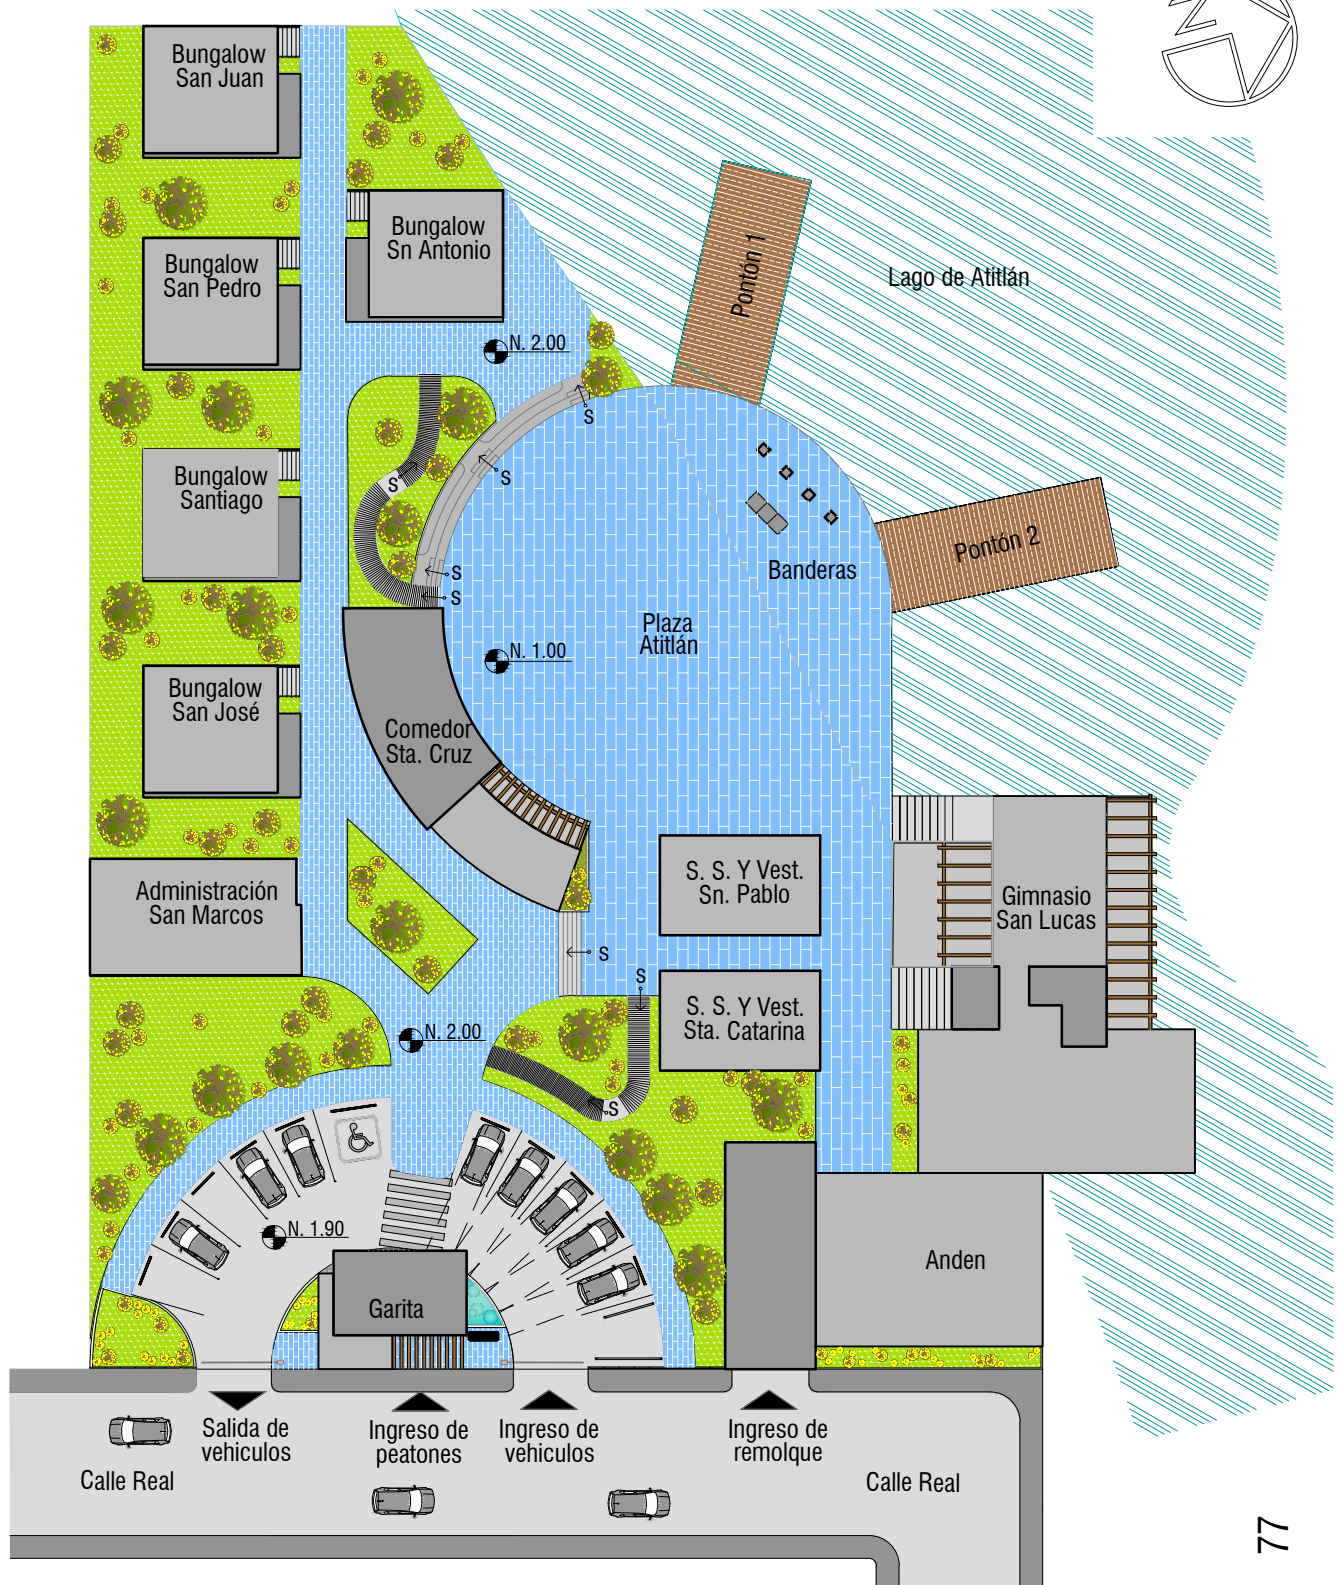 Bungalow
San Juan
Bungalow
Sn Antonio
Bungalow
San Pedro
Pontón 1
Lago de Atitlán
N. 2.00
S
S
S
Bungalow
Santiago
Pontón 2
Banderas
S
S
Plaza
Atitlán
N. 1.00
Bungalow
San José
Comedor
Sta. Cruz
S. S. Y Vest.
Sn. Pablo
Administración
San Marcos
Gimnasio
San Lucas
S
S
S. S. Y Vest.
Sta. Catarina
N. 2.00
S
N. 1.90
Anden
Garita
Salida de
vehiculos
Ingreso de
peatones
Ingreso de
vehiculos
Ingreso de
remolque
Calle Real
Calle Real
77